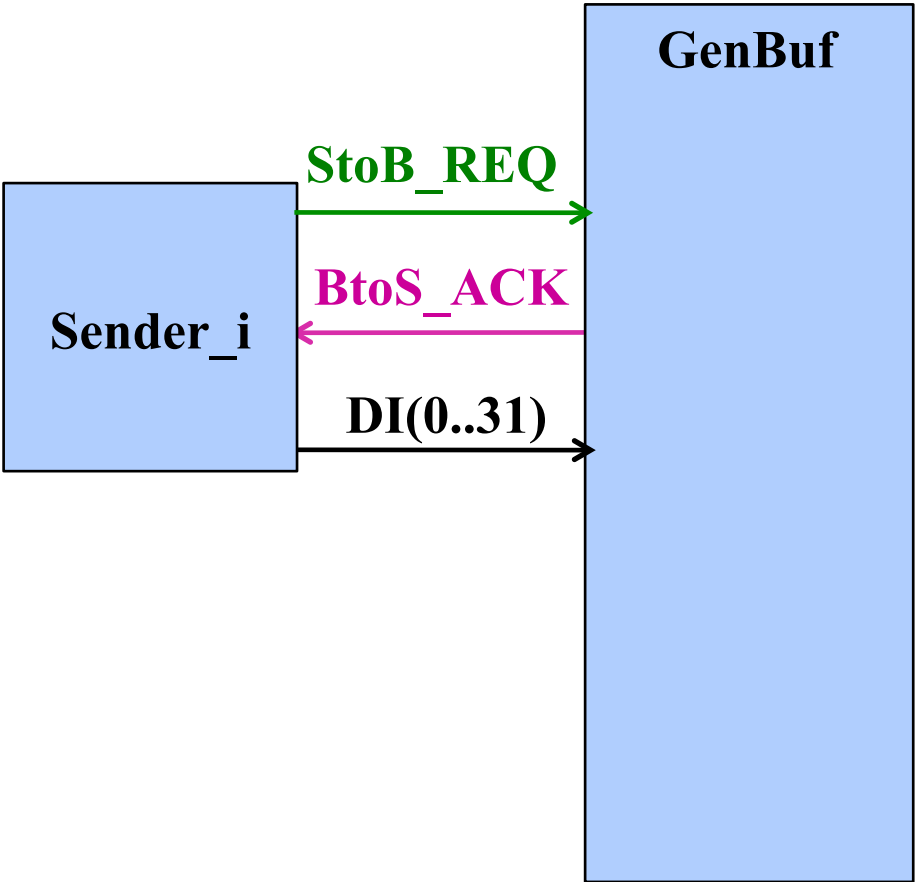 GenBuf
StoB_REQ
BtoS_ACK
Sender_i
DI(0..31)